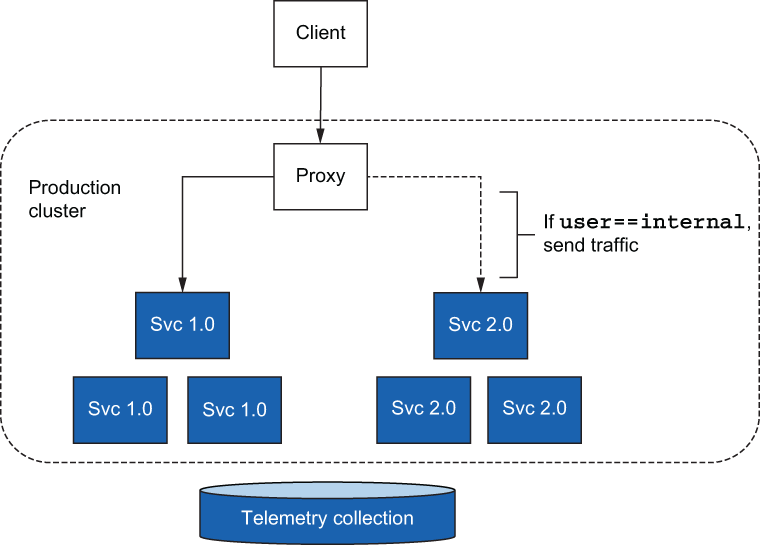 Client
Proxy
Production
cluster
If user==internal,
send traffic
Svc 1.0
Svc 2.0
Svc 1.0
Svc 1.0
Svc 2.0
Svc 2.0
Telemetry collection